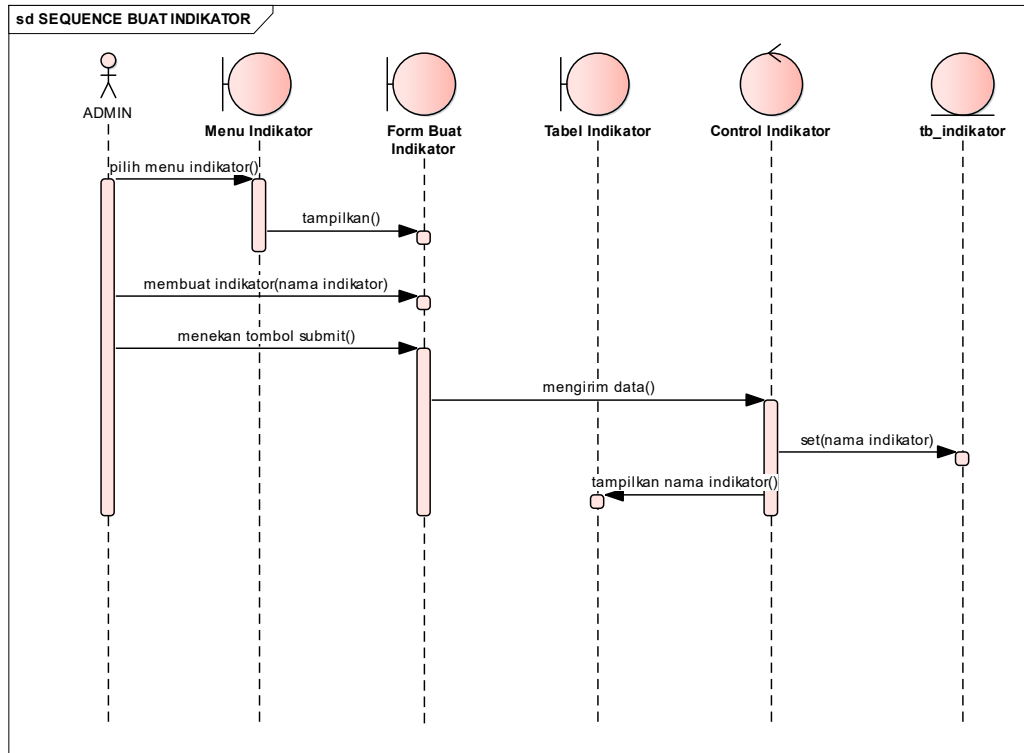 sd SEQUENCE BUAT INDIKATOR
ADMIN
Menu Indikator
Form Buat
Indikator
Tabel Indikator
Control Indikator
tb_indikator
pilih menu indikator()
tampilkan()
membuat indikator(nama indikator)
menekan tombol submit()
mengirim data()
set(nama indikator)
tampilkan nama indikator()